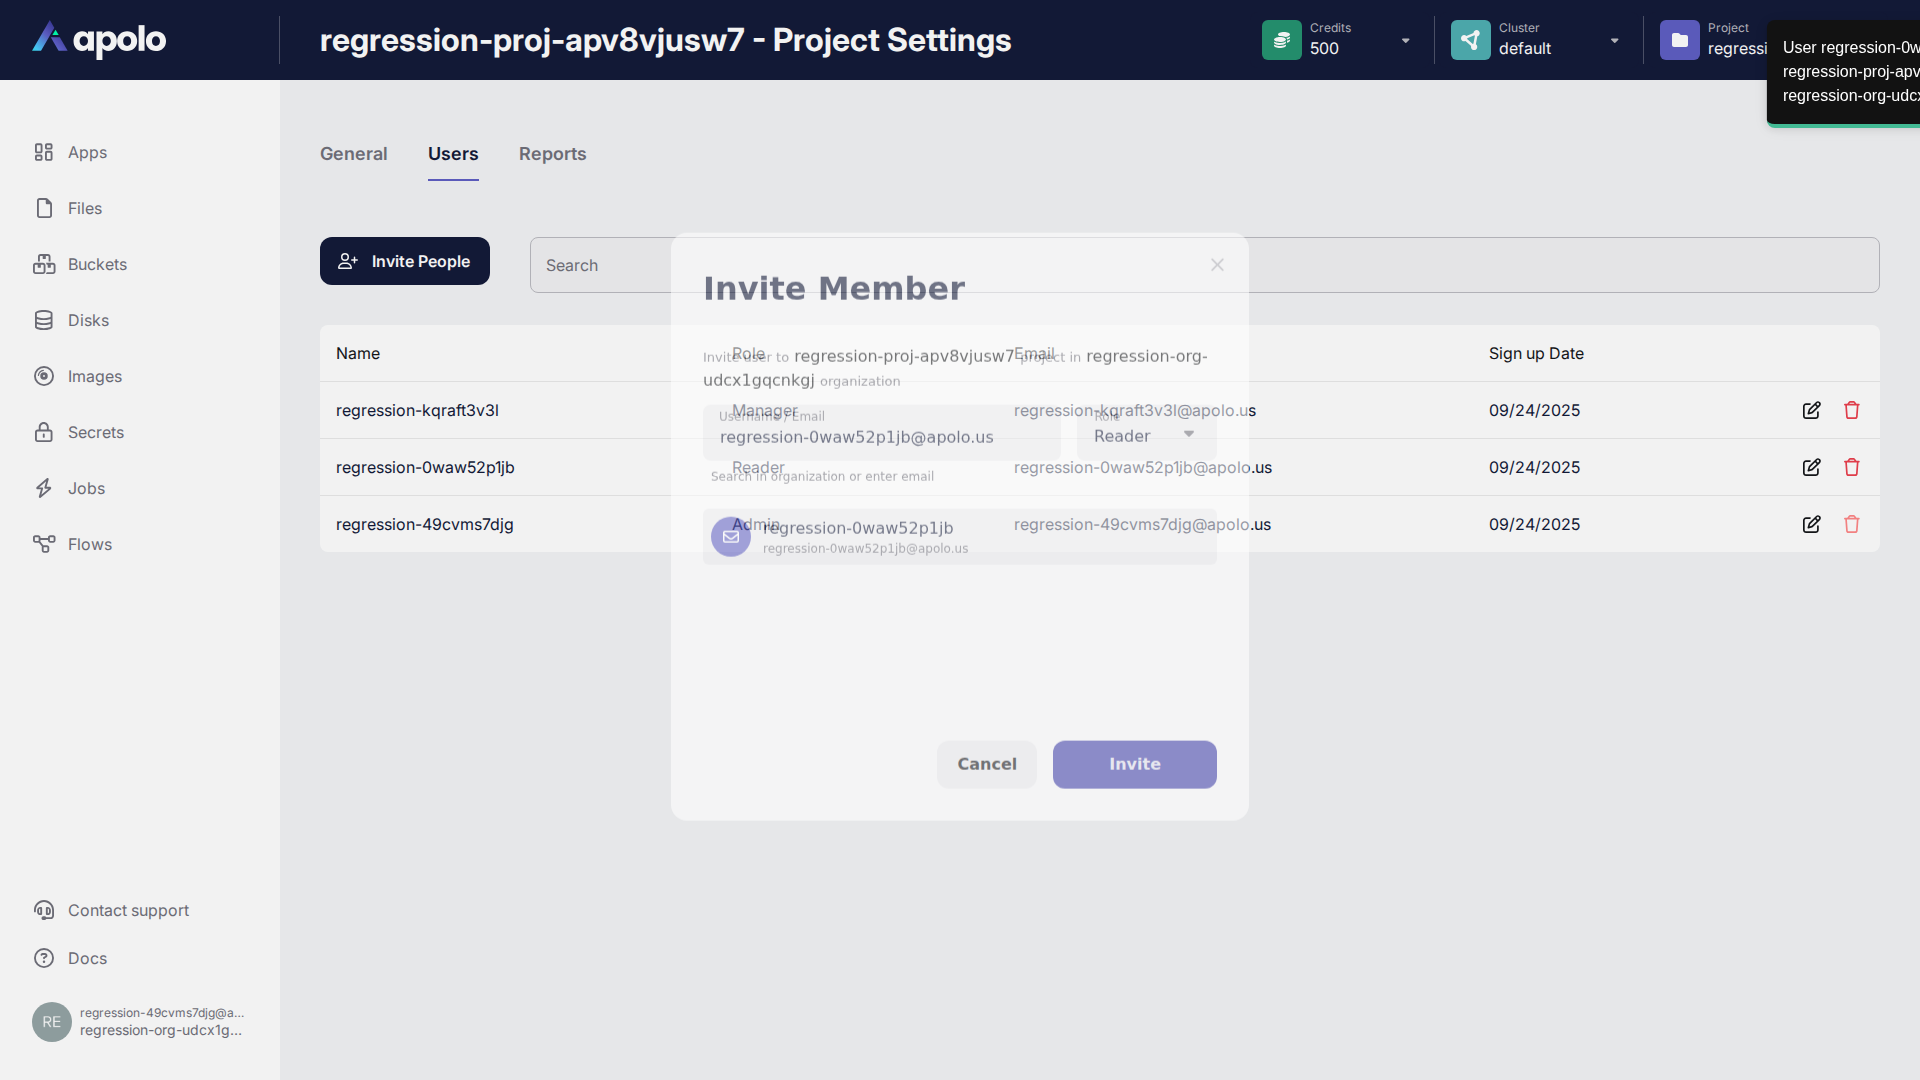 apolo
regression-proj-apv8vjusw7 - Project Settings
Credits
500
Cluster
default
Project
regressi
User regression-0w
regression-proj-apv
regression-org-udcx
Apps
Files
Buckets
Disks
Images
Secrets
Jobs
Flows
Contact support
Docs
RE
regression-49cvms7djg@a...
regression-org-udcx1g...
General
Users
Reports
Invite People
Search
Name
Role
Email
Sign up Date
regression-kqraft3v3l
Manager
regression-kqraft3v3l@apolo.us
09/24/2025
regression-0waw52p1jb
Reader
regression-0waw52p1jb@apolo.us
09/24/2025
regression-49cvms7djg
Admin
regression-49cvms7djg@apolo.us
09/24/2025
Invite Member
Invite user to regression-proj-apv8vjusw7 project in regression-org-
udcx1gqcnkgj organization
Username / Email
regression-0waw52p1jb@apolo.us
Role
Reader
Search in organization or enter email
regression-0waw52p1jb
regression-0waw52p1jb@apolo.us
Cancel
Invite